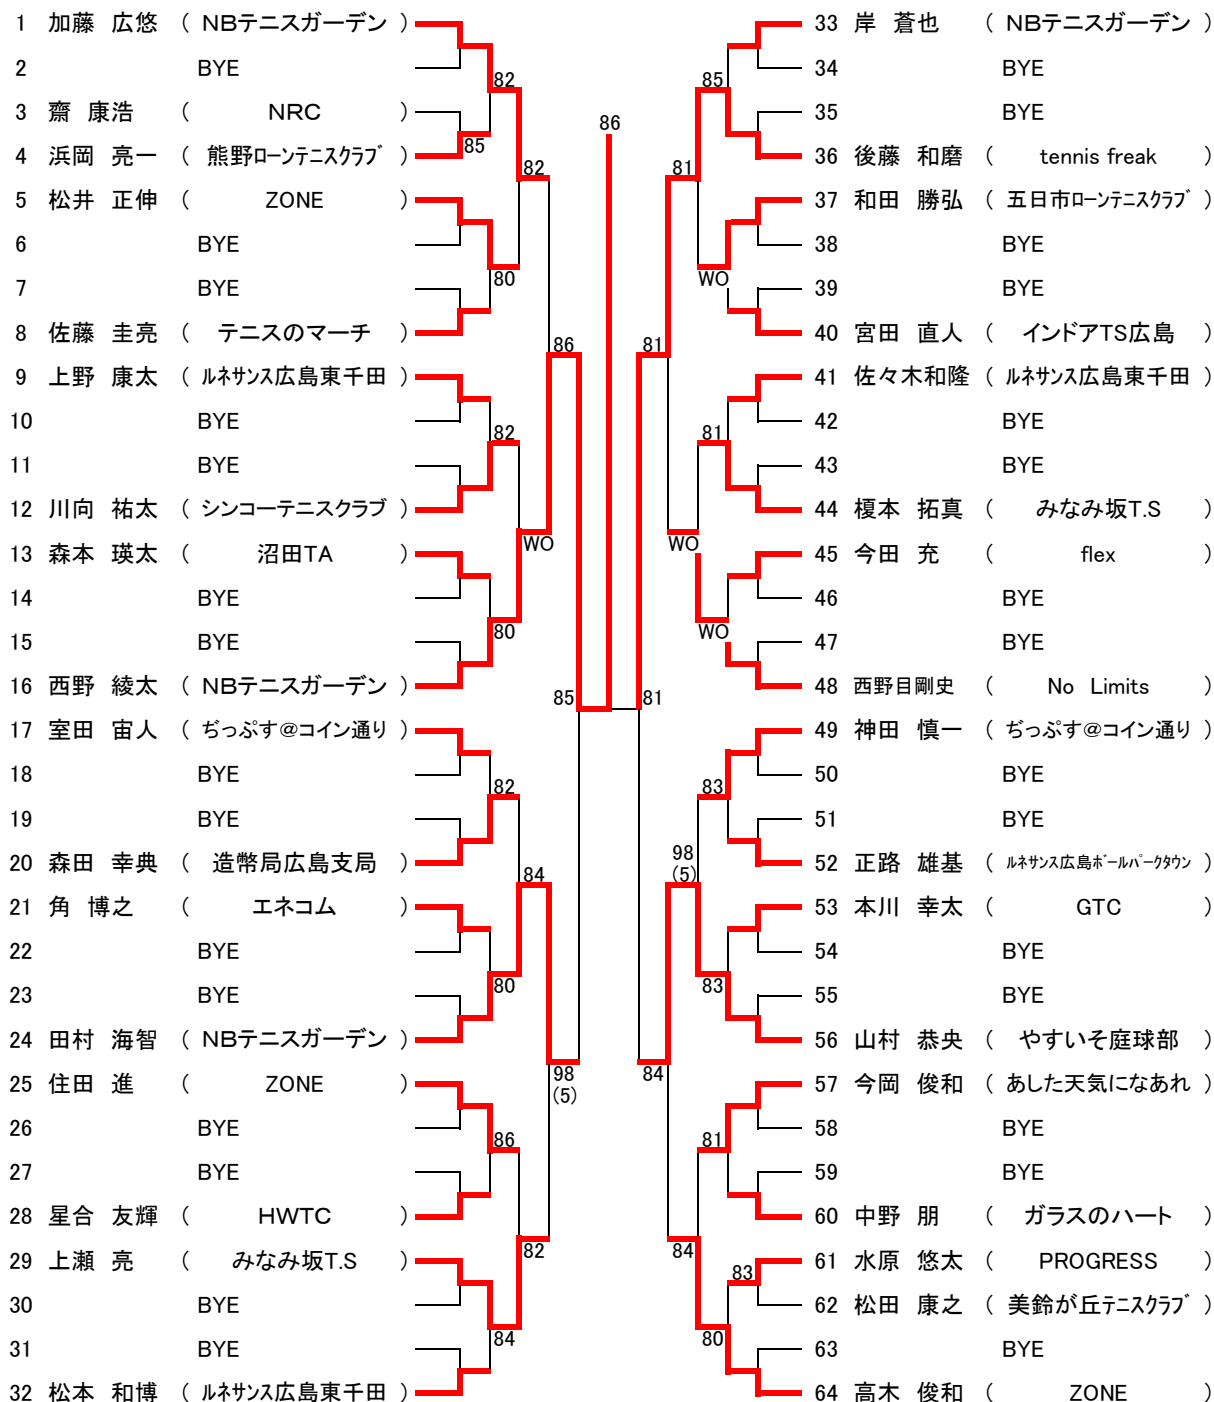 1 加藤 広悠 ( NBテニスガーデン )
2 BYE
82
3 齋 康浩 ( NRC )
85
4 浜岡 亮一 ( 熊野ローンテニスクラブ )
82
5 松井 正伸 ( ZONE )
6 BYE
80
7 BYE
8 佐藤 圭亮 ( テニスのマーチ )
86
9 上野 康太 ( ルネサンス広島東千田 )
10 BYE
82
11 BYE
12 川向 祐太 ( シンコーテニスクラブ )
WO
13 森本 瑛太 ( 沼田TA )
14 BYE
80
15 BYE
16 西野 綾太 ( NBテニスガーデン )
85
17 室田 宙人 ( ぢっぷす@コイン通り )
18 BYE
82
19 BYE
20 森田 幸典 ( 造幣局広島支局 )
84
21 角 博之 ( エネコム )
22 BYE
80
23 BYE
24 田村 海智 ( NBテニスガーデン )
98
(5)
25 住田 進 ( ZONE )
26 BYE
86
27 BYE
28 星合 友輝 ( HWTC )
82
29 上瀬 亮 ( みなみ坂T.S )
30 BYE
84
31 BYE
32 松本 和博 ( ルネサンス広島東千田 )
86
33 岸 蒼也 ( NBテニスガーデン )
34 BYE
85
35 BYE
36 後藤 和磨 ( tennis freak )
81
37 和田 勝弘 ( 五日市ローンテニスクラブ )
38 BYE
WO
39 BYE
40 宮田 直人 ( インドアTS広島 )
81
41 佐々木和隆 ( ルネサンス広島東千田 )
42 BYE
81
43 BYE
44 榎本 拓真 ( みなみ坂T.S )
WO
45 今田 充 ( flex )
46 BYE
WO
47 BYE
48 西野目剛史 ( No Limits )
81
49 神田 慎一 ( ぢっぷす@コイン通り )
50 BYE
83
51 BYE
52 正路 雄基 ( ルネサンス広島ボールパークタウン )
98
(5)
53 本川 幸太 ( GTC )
54 BYE
83
55 BYE
56 山村 恭央 ( やすいそ庭球部 )
84
57 今岡 俊和 ( あした天気になあれ )
58 BYE
81
59 BYE
60 中野 朋 ( ガラスのハート )
84
61 水原 悠太 ( PROGRESS )
83
62 松田 康之 ( 美鈴が丘テニスクラブ )
80
63 BYE
64 高木 俊和 ( ZONE )